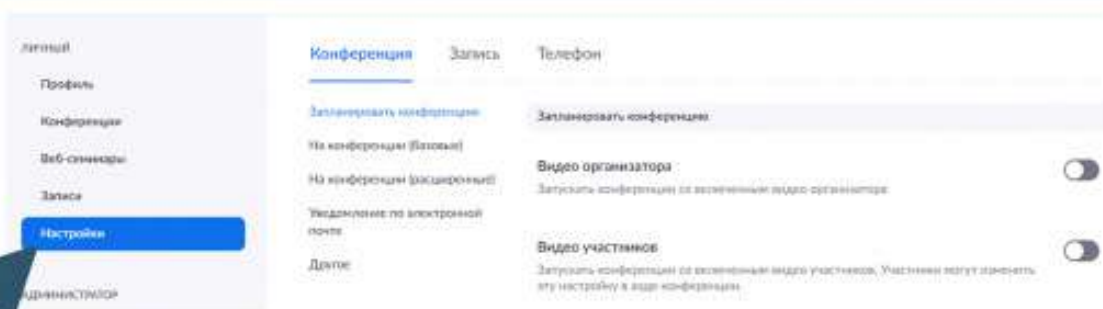 ЛИЧНЫЙ
Профиль
Конференции
Веб-семинары
Записи
Настройки
АДМИНИСТРАТОР
Конференция
Запись
Телефон
Запланировать конференцию
На конференции (базовые)
На конференции (расширенные)
Уведомление по электронной
почте
Другое
Запланировать конференцию
Видео организатора
Запускать конференции со включенным видео организатора
Видео участников
Запускать конференции со включенным видео участников. Участники могут изменить
эту настройку в ходе конференции.